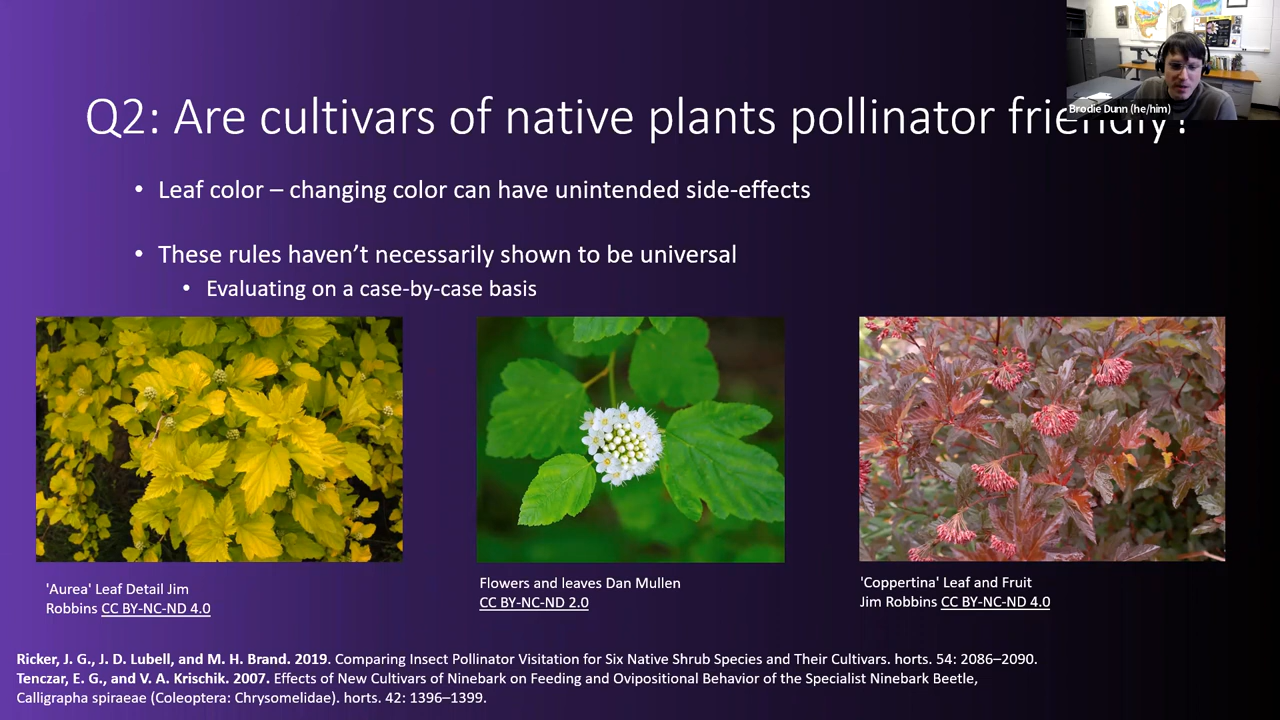 Brodie Dunn (he/him)
Q2: Are cultivars of native plants pollinator friendly?
• Leaf color – changing color can have unintended side-effects
• These rules haven’t necessarily shown to be universal
• Evaluating on a case-by-case basis
'Aurea' Leaf Detail Jim
Robbins CC BY-NC-ND 4.0
Flowers and leaves Dan Mullen
CC BY-NC-ND 2.0
'Coppertina' Leaf and Fruit
Jim Robbins CC BY-NC-ND 4.0
Ricker, J. G., J. D. Lubell, and M. H. Brand. 2019. Comparing Insect Pollinator Visitation for Six Native Shrub Species and Their Cultivars. horts. 54: 2086–2090.
Tenczar, E. G., and V. A. Krischik. 2007. Effects of New Cultivars of Ninebark on Feeding and Ovipositional Behavior of the Specialist Ninebark Beetle,
Calligrapha spiraeae (Coleoptera: Chrysomelidae). horts. 42: 1396–1399.